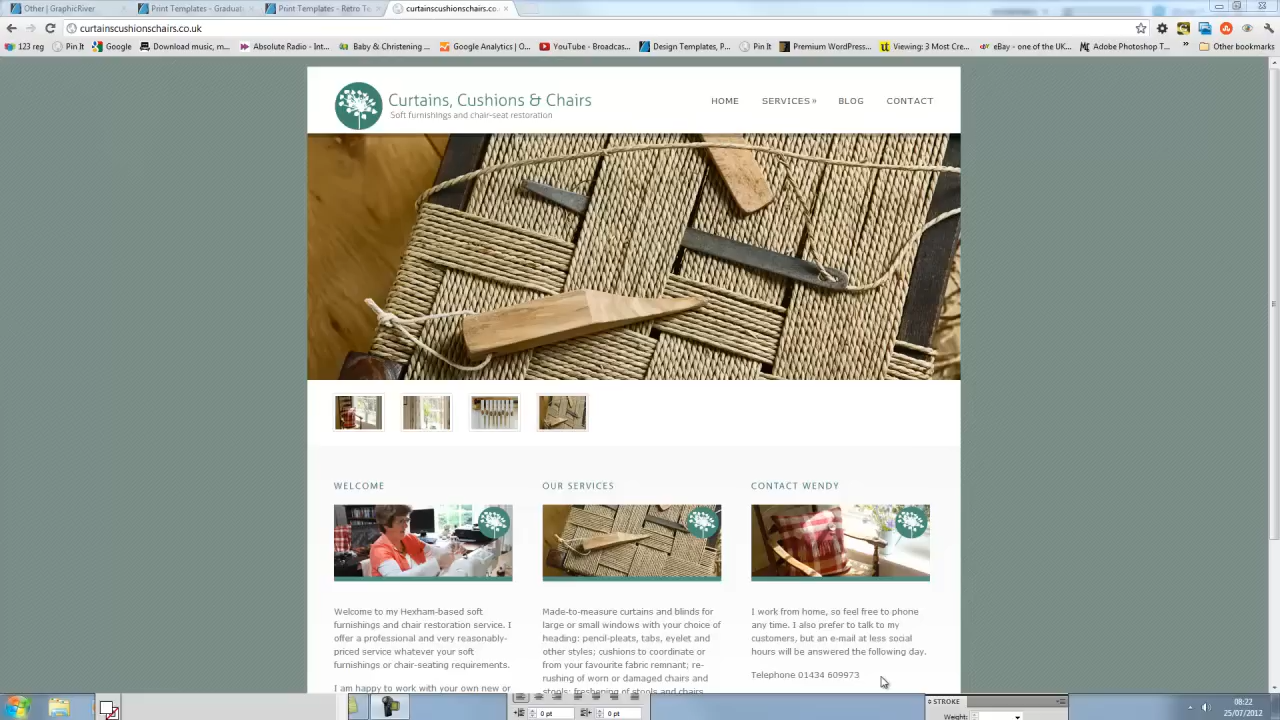 Other | GraphicRiver
Print Templates - Graduat
Print Templates - Retro Te
curtainscushionschairs.co.
curtainscushionschairs.co.uk
123 reg
Pin It
Google
Download music, m...
Absolute Radio - Int...
Baby & Christening ...
Google Analytics | O...
YouTube - Broadcas...
Design Templates, P...
Pin It
Premium WordPress...
Viewing: 3 Most Cre...
eBay - one of the UK...
Adobe Photoshop T...
»
Other bookmarks
Curtains, Cushions & Chairs
Soft furnishings and chair-seat restoration
HOME
SERVICES »
BLOG
CONTACT
WELCOME
Welcome to my Hexham-based soft
furnishings and chair restoration service. I
offer a professional and very reasonably-
priced service whatever your soft
furnishings or chair-seating requirements.
I am happy to work with your own new or
OUR SERVICES
Made-to-measure curtains and blinds for
large or small windows with your choice of
heading: pencil-pleats, tabs, eyelet and
other styles; cushions to coordinate or
from your favourite fabric remnant; re-
rushing of worn or damaged chairs and
stools; freshening of stools and chairs
CONTACT WENDY
I work from home, so feel free to phone
any time. I also prefer to talk to my
customers, but an e-mail at less social
hours will be answered the following day.
Telephone 01434 609973
0 pt
0 pt
STROKE
Weight:
08:22
25/07/2012